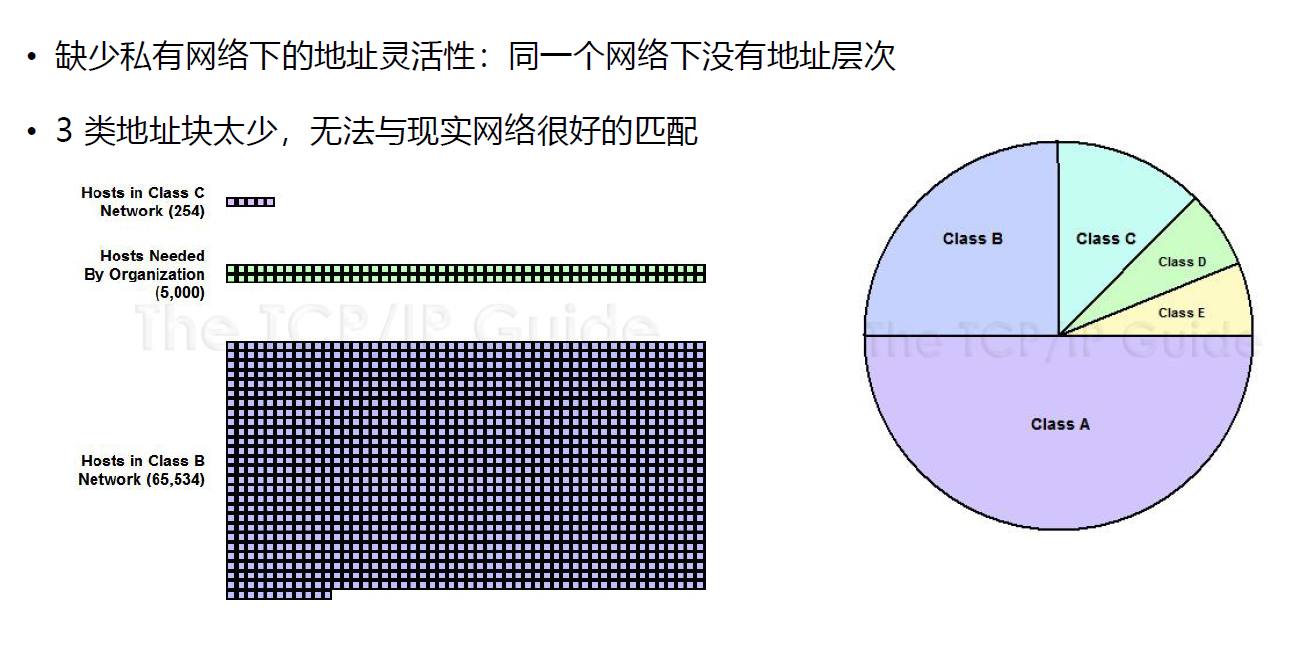 • 缺少私有网络下的地址灵活性：同一个网络下没有地址层次
• 3 类地址块太少，无法与现实网络很好的匹配
Hosts in Class C
Network (254)
Hosts Needed
By Organization
(5,000)
The TCP/IP Guide
Hosts in Class B
Network (65,534)
Class B
Class C
Class D
Class E
The TCP/IP Guide
Class A